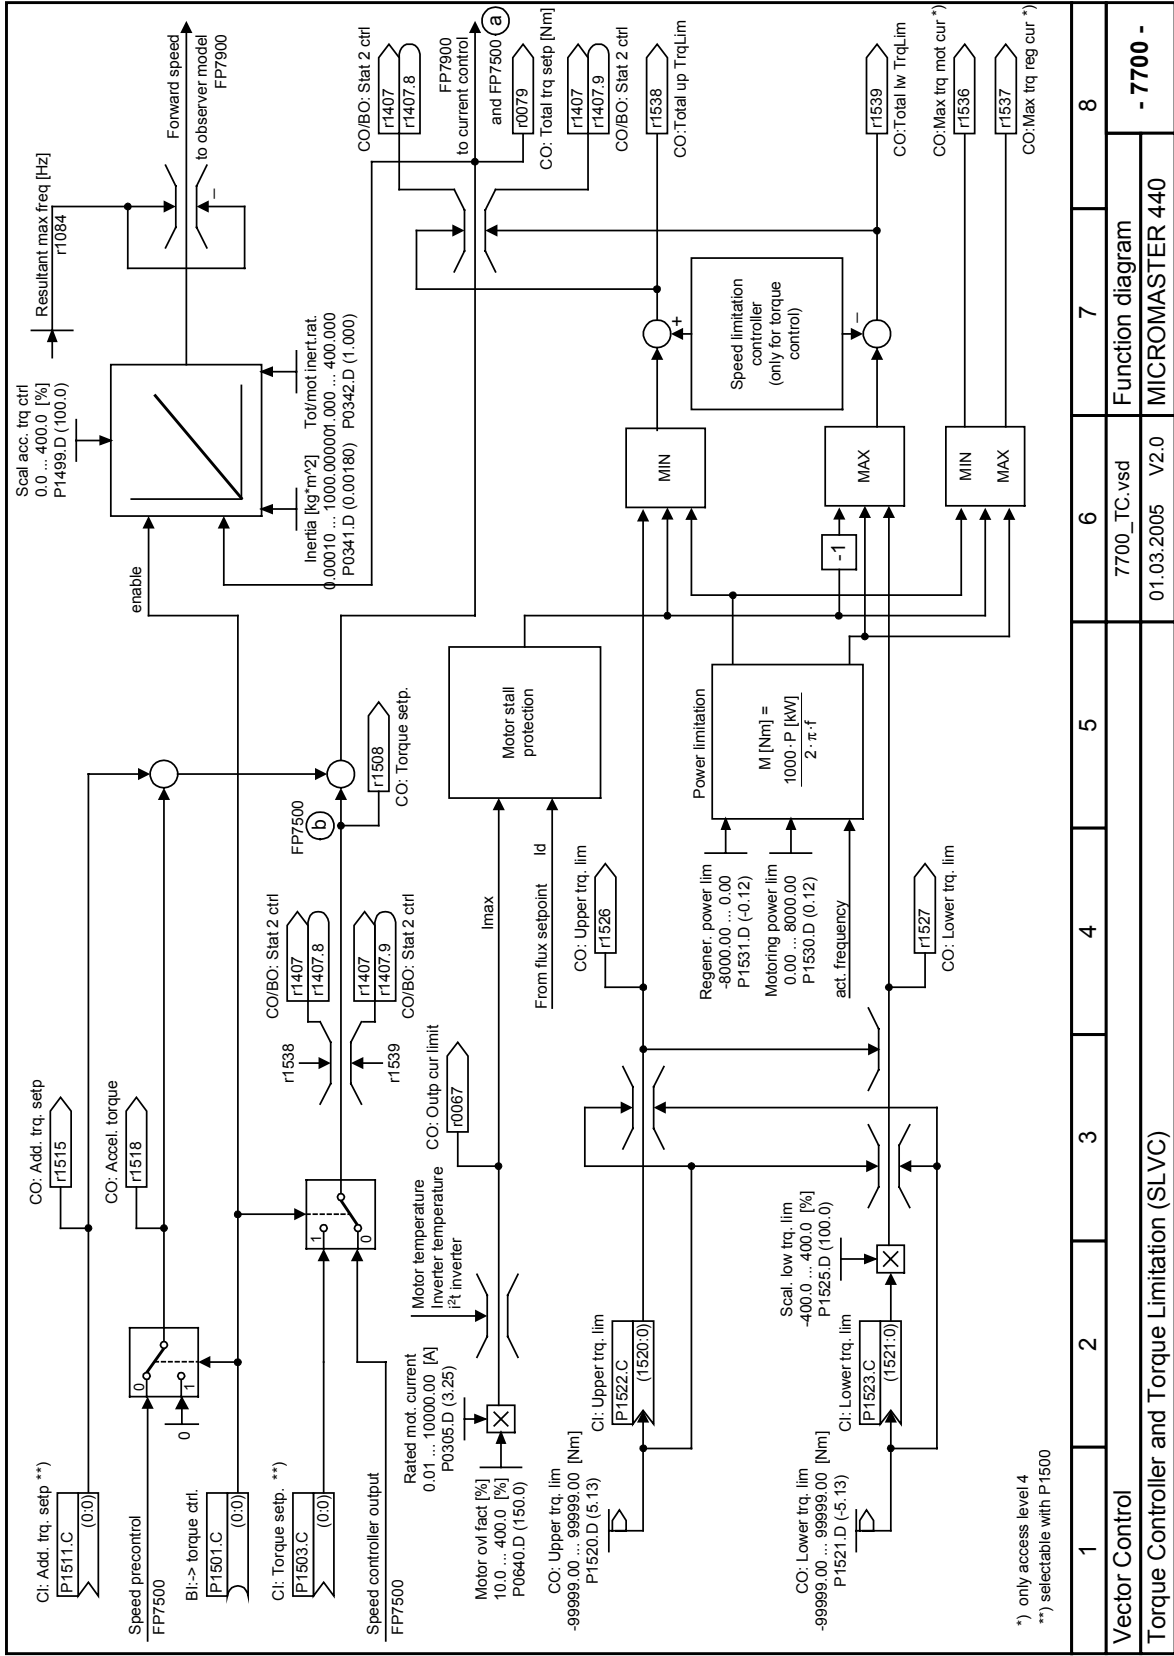 CI: Add. trq. setp **)
P1511.C
(0:0)
Speed precontrol
FP7500
BI:-> torque ctrl.
P1501.C
(0:0)
CI: Torque setp. **)
P1503.C
(0:0)
Speed controller output
FP7500
0
0
1
CO: Add. trq. setp
r1515
CO: Accel. torque
r1518
1
0
r1538
r1539
CO/BO: Stat 2 ctrl
r1407
r1407.8
r1407
r1407.9
CO/BO: Stat 2 ctrl
FP7500
b
r1508
CO: Torque setp.
enable
Scal acc. trq ctrl
0.0 ... 400.0 [%]
P1499.D (100.0)
Inertia [kg*m^2]
0.00010 ... 1000.00000
P0341.D (0.00180)
Tot/mot inert.rat.
1.000 ... 400.000
P0342.D (1.000)
Resultant max freq [Hz]
r1084
–
Forward speed
to observer model
FP7900
CO/BO: Stat 2 ctrl
r1407
r1407.8
FP7900
to current control
a
and FP7500
r0079
CO: Total trq setp [Nm]
r1407
r1407.9
CO/BO: Stat 2 ctrl
r1538
CO:Total up TrqLim
r1539
CO:Total lw TrqLim
r1536
CO:Max trq mot cur *)
r1537
CO:Max trq reg cur *)
Motor ovl fact [%]
10.0 ... 400.0 [%]
P0640.D (150.0)
Rated mot. current
0.01 ... 10000.00 [A]
P0305.D (3.25)
X
Motor temperature
Inverter temperature
i²t inverter
CO: Outp cur limit
r0067
Imax
From flux setpoint
Id
Motor stall
protection
CO: Upper trq. lim
-99999.00 ... 99999.00 [Nm]
P1520.D (5.13)
CI: Upper trq. lim
P1522.C
(1520:0)
CO: Upper trq. lim
r1526
Scal. low trq. lim
-400.0 ... 400.0 [%]
P1525.D (100.0)
X
CO: Lower trq. lim
-99999.00 ... 99999.00 [Nm]
P1521.D (-5.13)
CI: Lower trq. lim
P1523.C
(1521:0)
r1527
CO: Lower trq. lim
Regener. power lim
-8000.00 ... 0.00
P1531.D (-0.12)
Motoring power lim
0.00 ... 8000.00
P1530.D (0.12)
act. frequency
Power limitation
M [Nm] =
1000·P [kW]
2·π·f
-1
MIN
MAX
MIN
MAX
+
Speed limitation
controller
(only for torque
control)
–
*) only access level 4
**) selectable with P1500
1
2
3
4
5
6
7
8
Vector Control
7700_TC.vsd
Function diagram
- 7700 -
Torque Controller and Torque Limitation (SLVC)
01.03.2005
V2.0
MICROMASTER 440